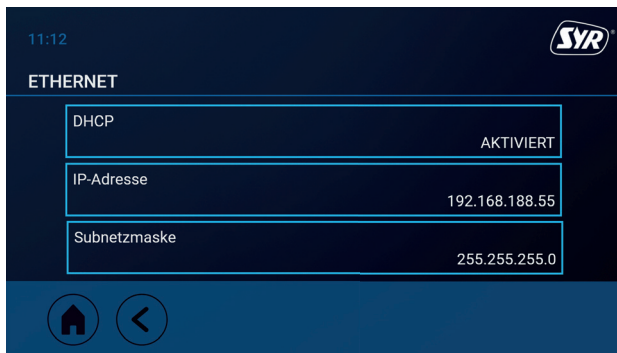 11:12
SYR
ETHERNET
DHCP
AKTIVIERT
IP-Adresse
192.168.188.55
Subnetzmaske
255.255.255.0